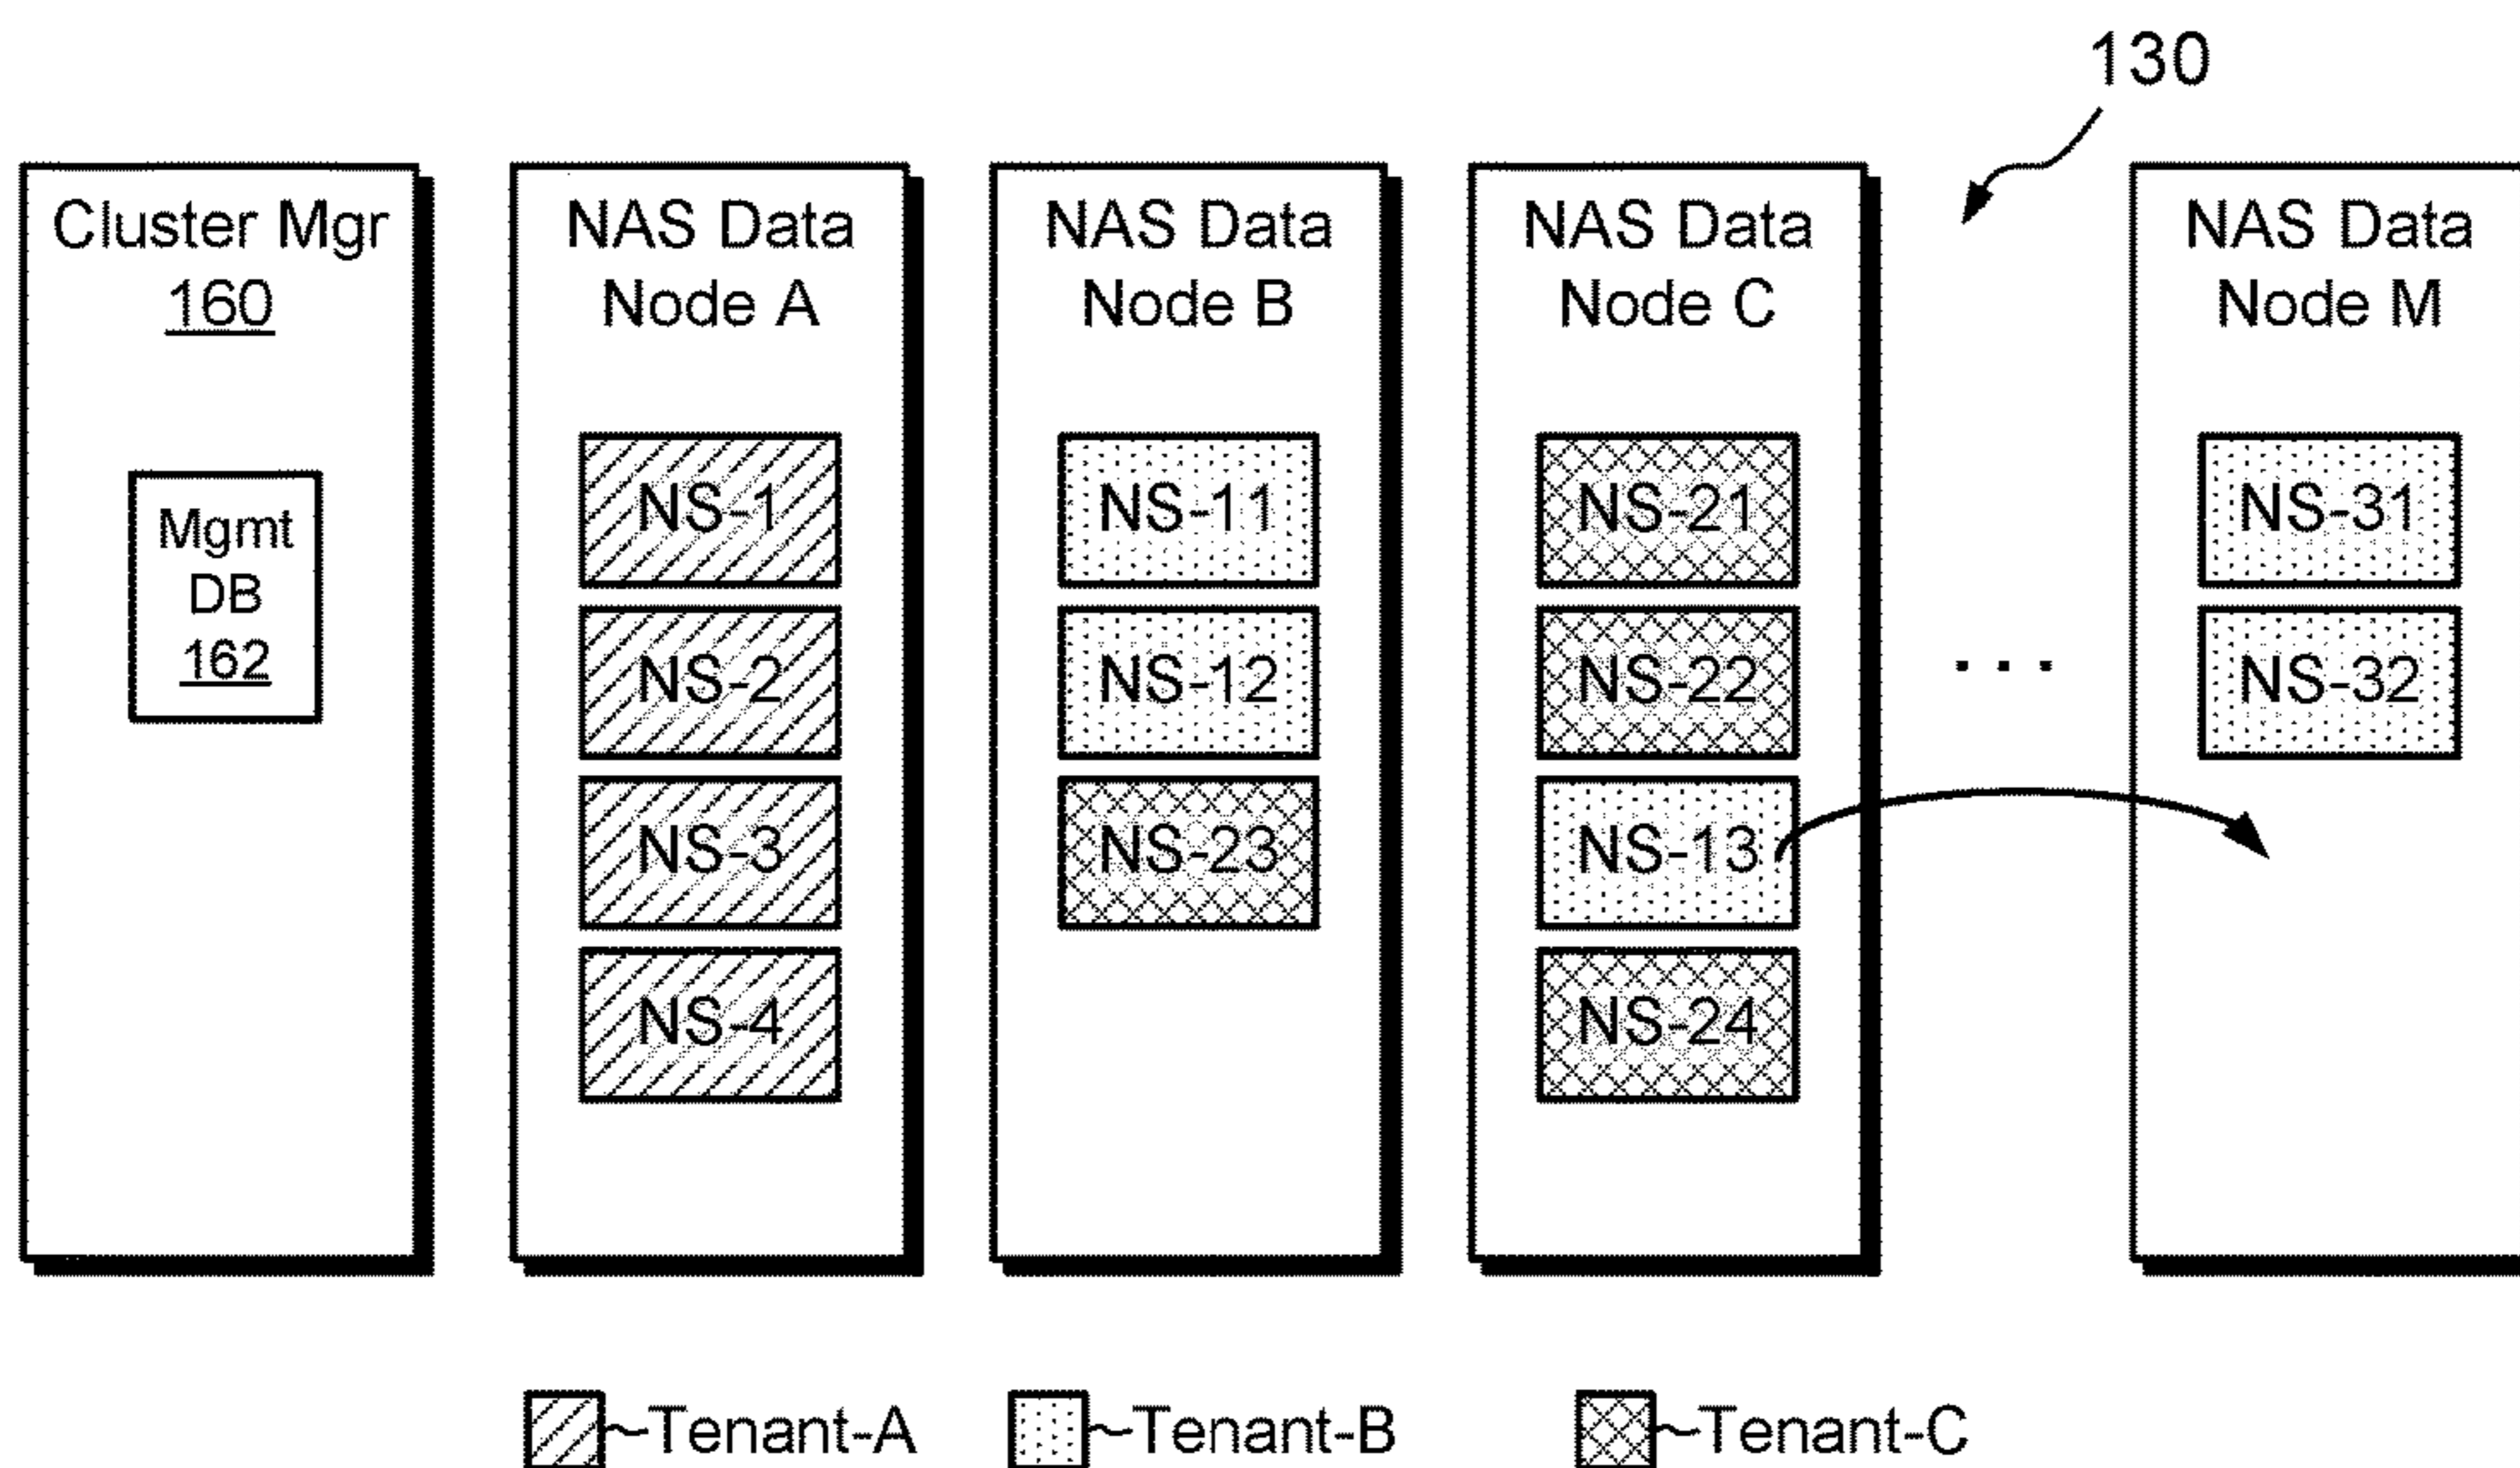 130
Cluster Mgr
160
Mgmt
DB
162
NAS Data
Node A
NS-1
NS-2
NS-3
NS-4
NAS Data
Node B
NS-11
NS-12
NS-23
NAS Data
Node C
NS-21
NS-22
NS-13
NS-24
...
NAS Data
Node M
NS-31
NS-32
Tenant-A
Tenant-B
Tenant-C